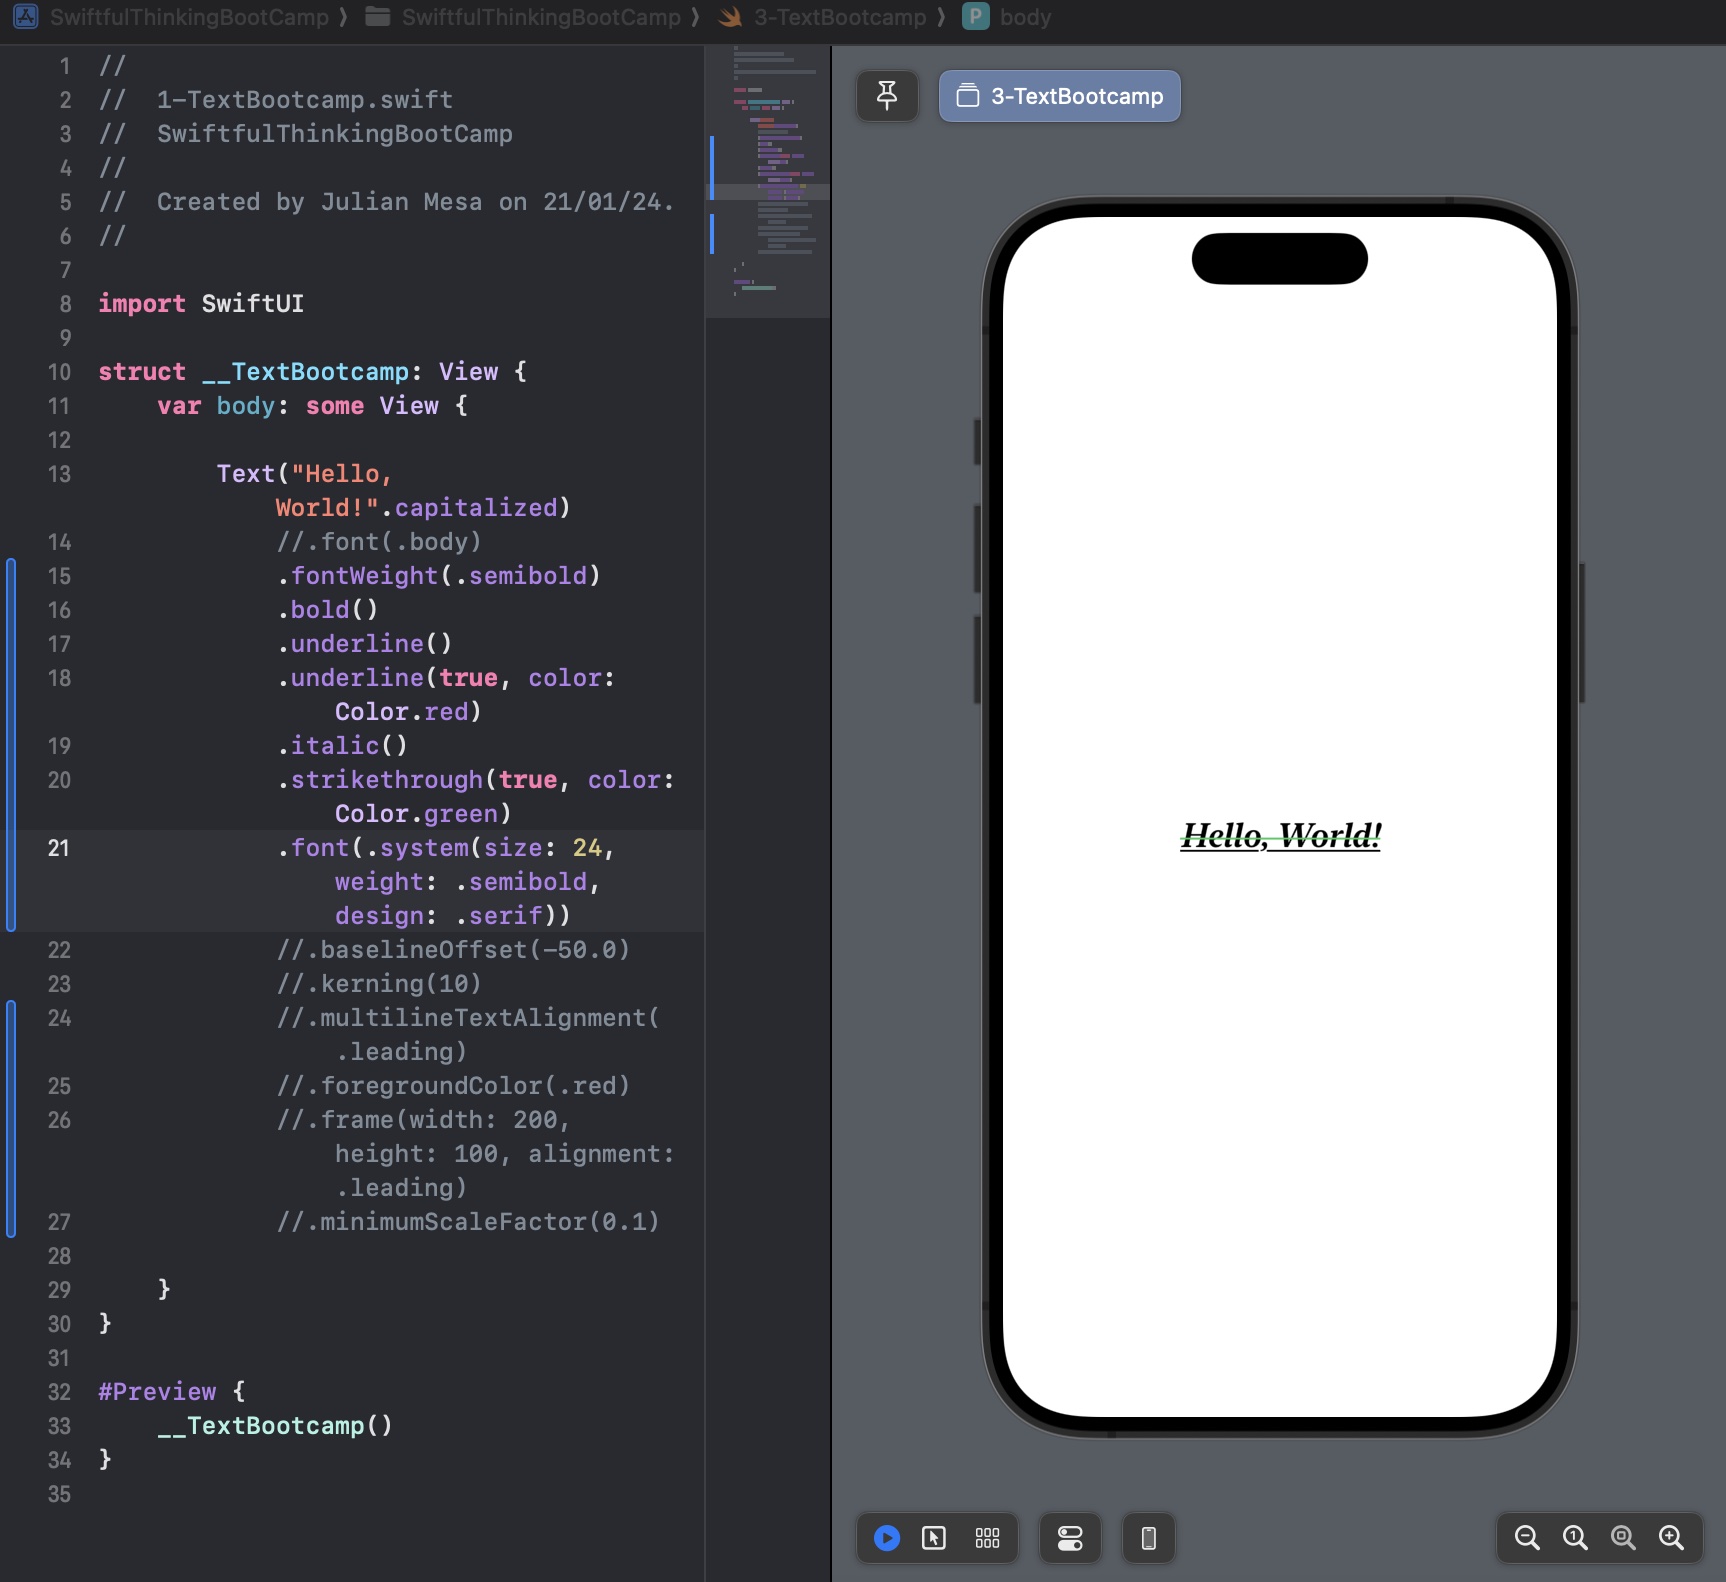 SwiftfulThinkingBootCamp ❯ SwiftfulThinkingBootCamp ❯ 3-TextBootcamp ❯ P body
1 //
2 //  1-TextBootcamp.swift
3 //  SwiftfulThinkingBootCamp
4 //
5 //  Created by Julian Mesa on 21/01/24.
6 //
7
8 import SwiftUI
9
10 struct __TextBootcamp: View {
11     var body: some View {
12
13         Text("Hello,
World!".capitalized)
14             //.font(.body)
15             .fontWeight(.semibold)
16             .bold()
17             .underline()
18             .underline(true, color:
Color.red)
19             .italic()
20             .strikethrough(true, color:
Color.green)
21             .font(.system(size: 24,
weight: .semibold,
design: .serif))
22             //.baselineOffset(-50.0)
23             //.kerning(10)
24             //.multilineTextAlignment(
.leading)
25             //.foregroundColor(.red)
26             //.frame(width: 200,
height: 100, alignment:
.leading)
27             //.minimumScaleFactor(0.1)
28
29     }
30 }
31
32 #Preview {
33     __TextBootcamp()
34 }
35
3-TextBootcamp
Hello, World!
1